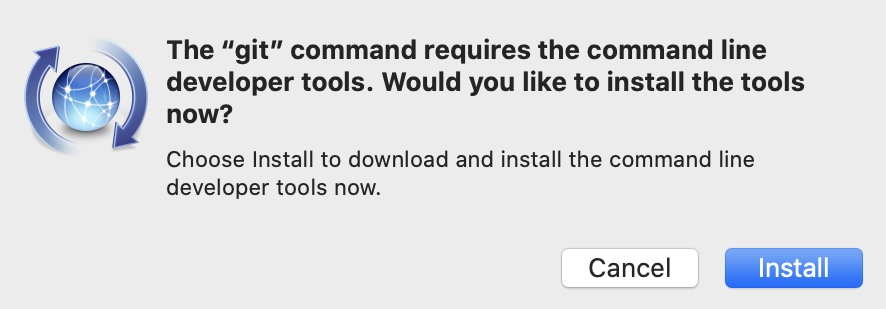 The “git” command requires the command line
developer tools. Would you like to install the tools
now?
Choose Install to download and install the command line
developer tools now.
Cancel
Install